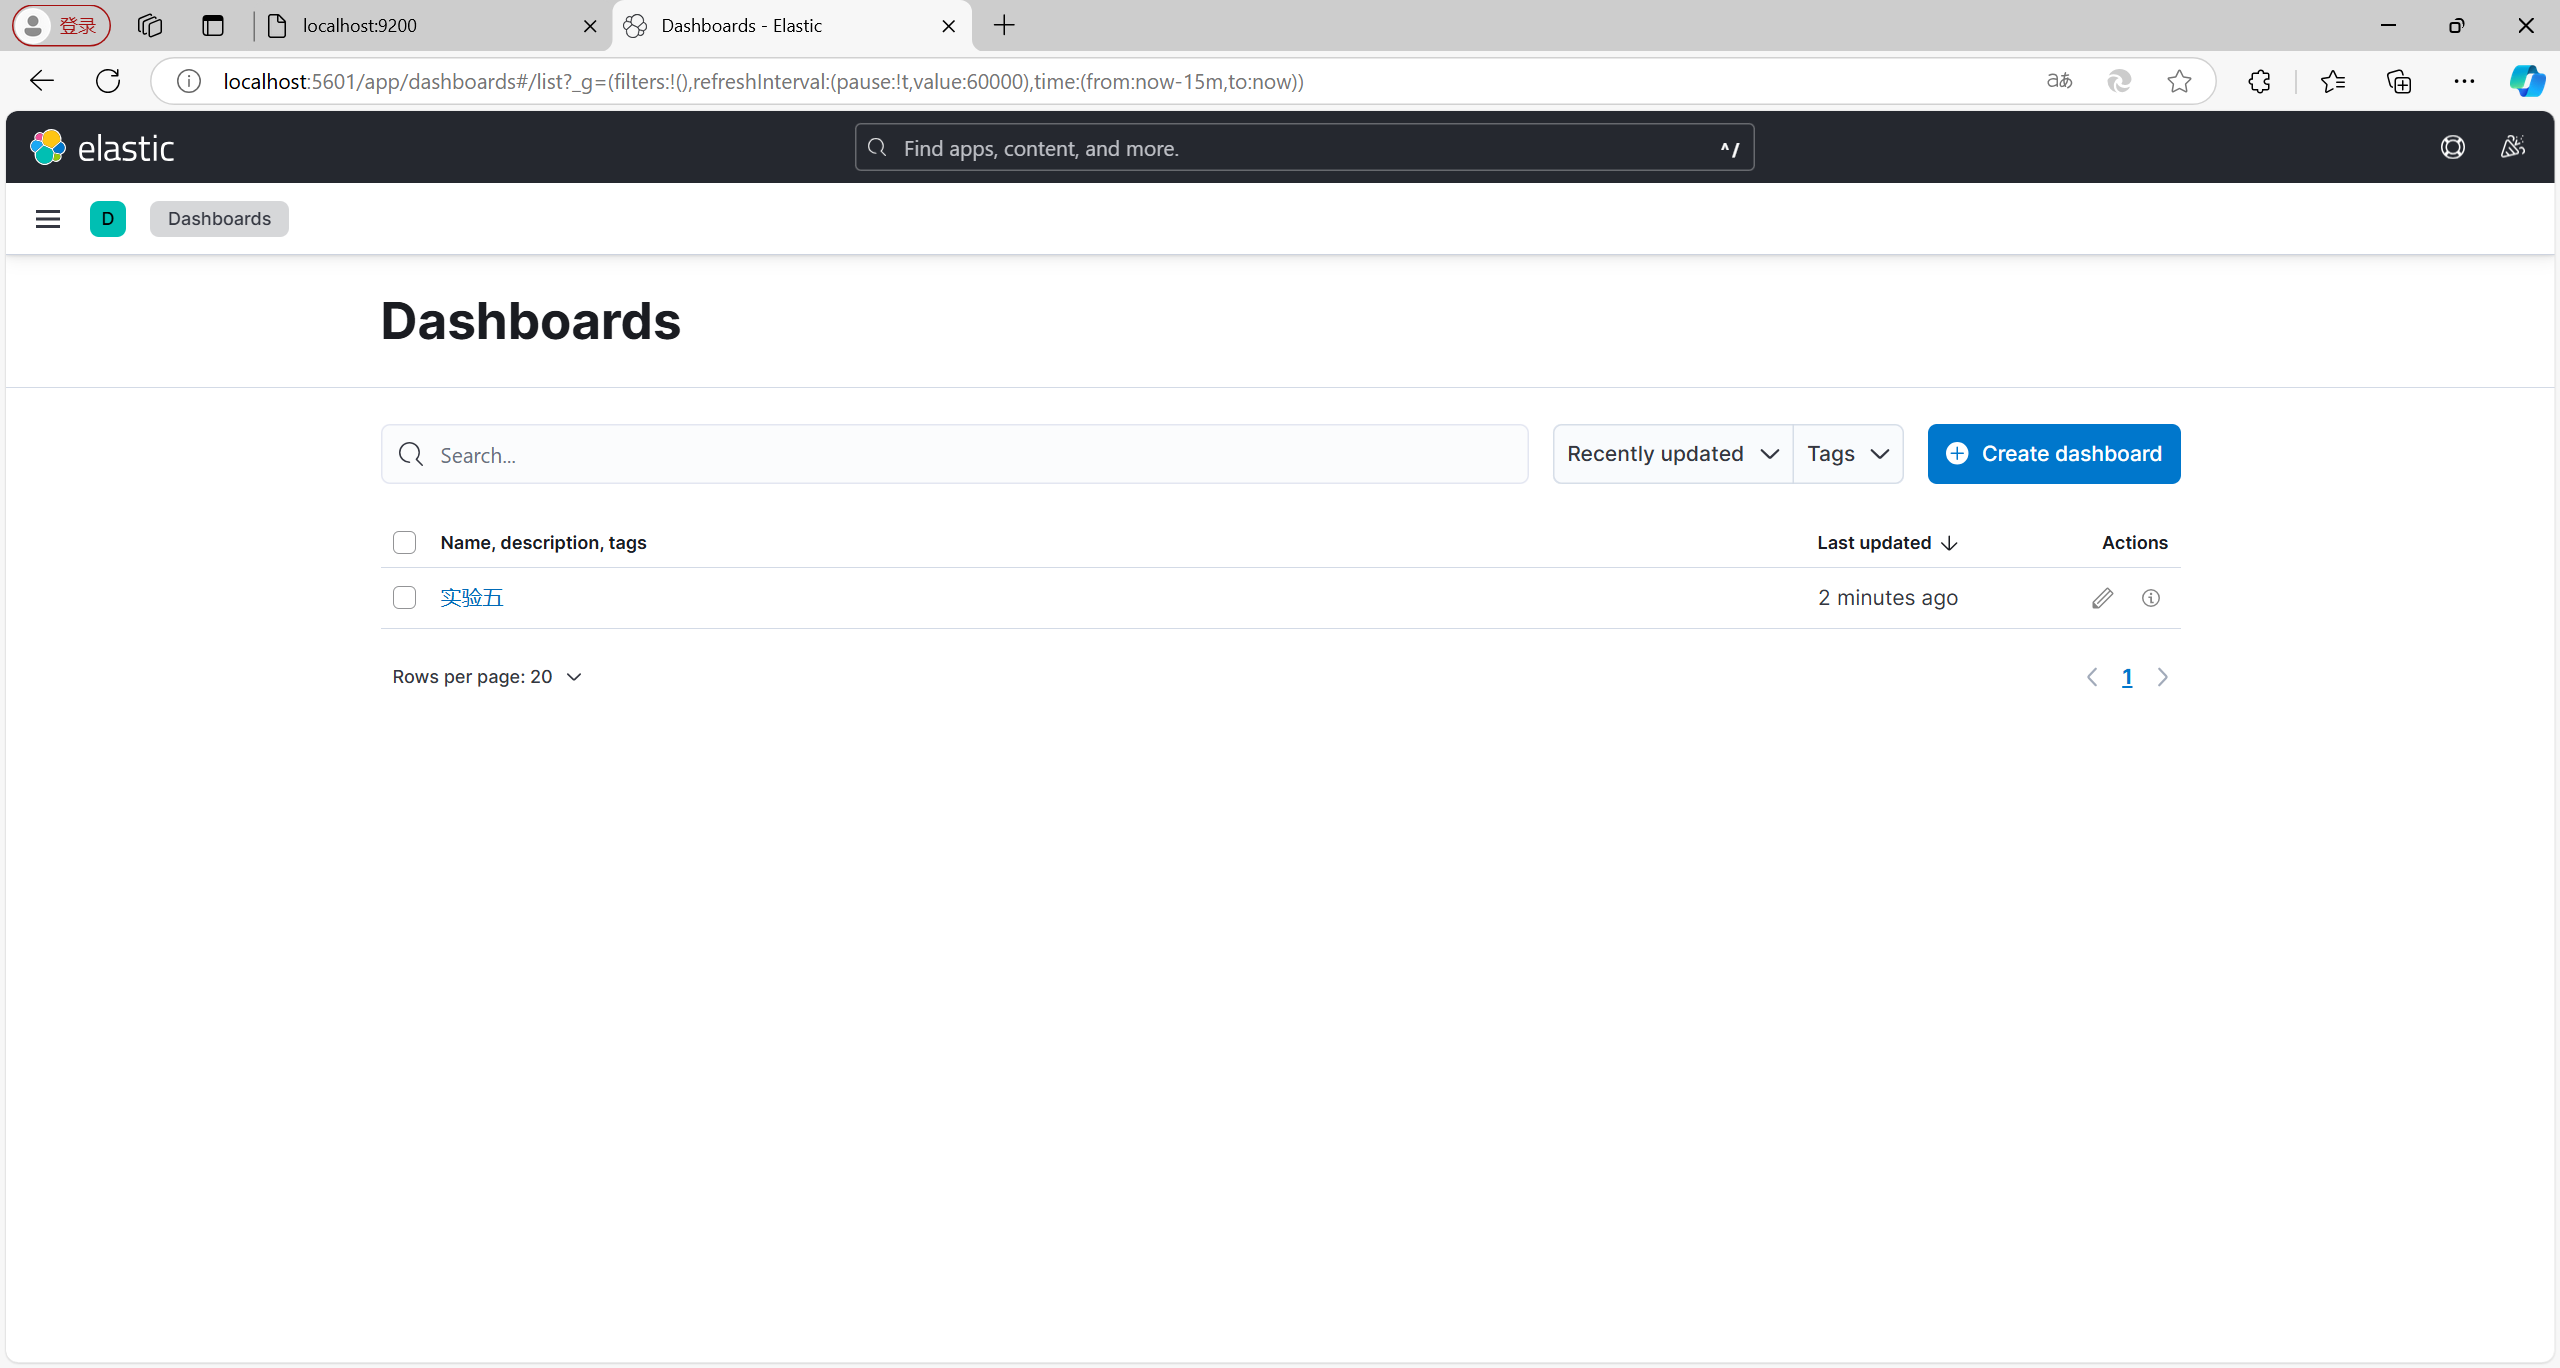 登录
localhost:9200
Dashboards - Elastic
localhost:5601/app/dashboards#/list?_g=(filters:!(),refreshInterval:(pause:!t,value:60000),time:(from:now-15m,to:now))
aあ
elastic
Find apps, content, and more.
^/
D
Dashboards
Dashboards
Search...
Recently updated
Tags
Create dashboard
Name, description, tags
Last updated
Actions
实验五
2 minutes ago
Rows per page: 20
1